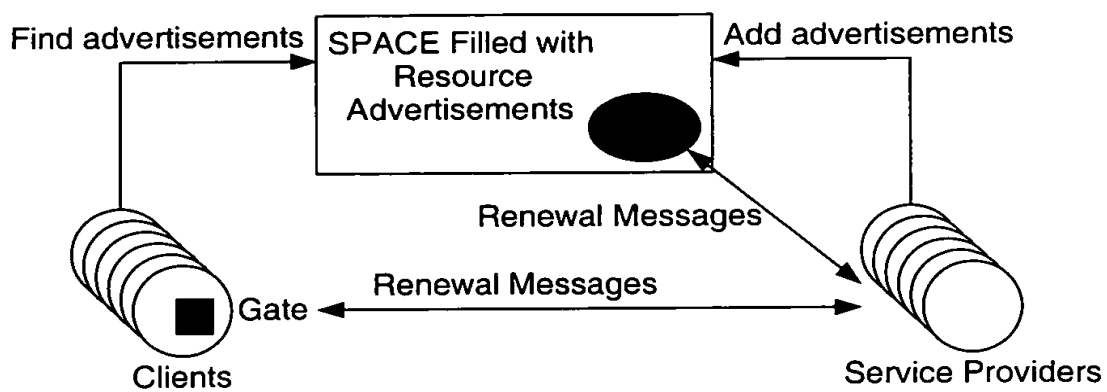 Find advertisements
SPACE Filled with
Resource
Advertisements
Add advertisements
Renewal Messages
Renewal Messages
Gate
Clients
Service Providers